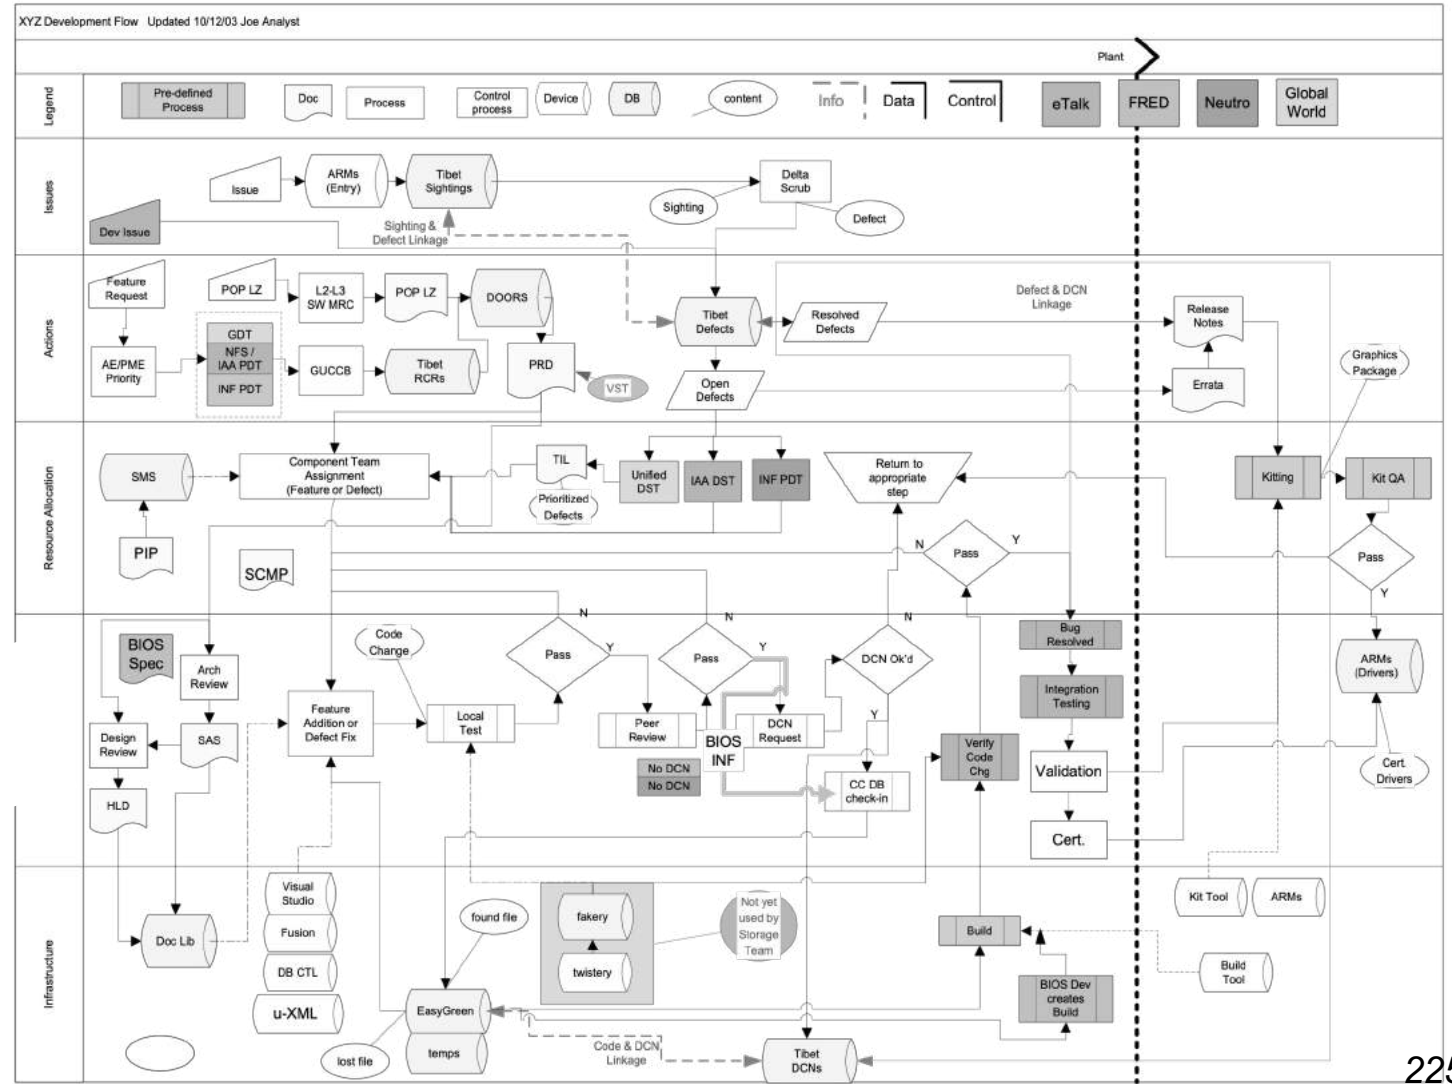 XYZ Development Flow   Updated 10/12/03 Joe Analyst
Plant
Legend
Pre-defined
Process
Doc
Process
Control
process
Device
DB
content
Info
Data
Control
eTalk
FRED
Neutro
Global
World
Issues
Issue
ARMs
(Entry)
Tibet
Sightings
Delta
Scrub
Sighting
Defect
Dev Issue
Sighting &
Defect Linkage
Actions
Feature
Request
POP LZ
L2-L3
SW MRC
POP LZ
DOORS
Tibet
Defects
Resolved
Defects
Defect & DCN
Linkage
Release
Notes
Graphics
Package
AE/PME
Priority
GDT
NFS /
IAA PDT
INF PDT
GUCCB
Tibet
RCRs
PRD
VST
Open
Defects
Errata
Resource Allocation
SMS
Component Team
Assignment
(Feature or Defect)
TIL
Prioritized
Defects
Unified
DST
IAA DST
INF PDT
Return to
appropriate
step
Kitting
Kit QA
PIP
SCMP
N
Pass
Y
Pass
Y
N
N
BIOS
Spec
Arch
Review
Code
Change
Pass
Y
Pass
Y
DCN Ok'd
N
Y
Bug
Resolved
ARMs
(Drivers)
Integration
Testing
Design
Review
SAS
Feature
Addition or
Defect Fix
Local
Test
Peer
Review
BIOS
INF
DCN
Request
No DCN
No DCN
CC DB
check-in
Verify
Code
Chg
Validation
Cert.
Drivers
HLD
Cert.
Infrastructure
Visual
Studio
Fusion
DB CTL
u-XML
Doc Lib
found file
fakery
twistery
Not yet
used by
Storage
Team
Build
Kit Tool
ARMs
Build
Tool
BIOS Dev
creates
Build
EasyGreen
temps
lost file
Code & DCN
Linkage
Tibet
DCNs